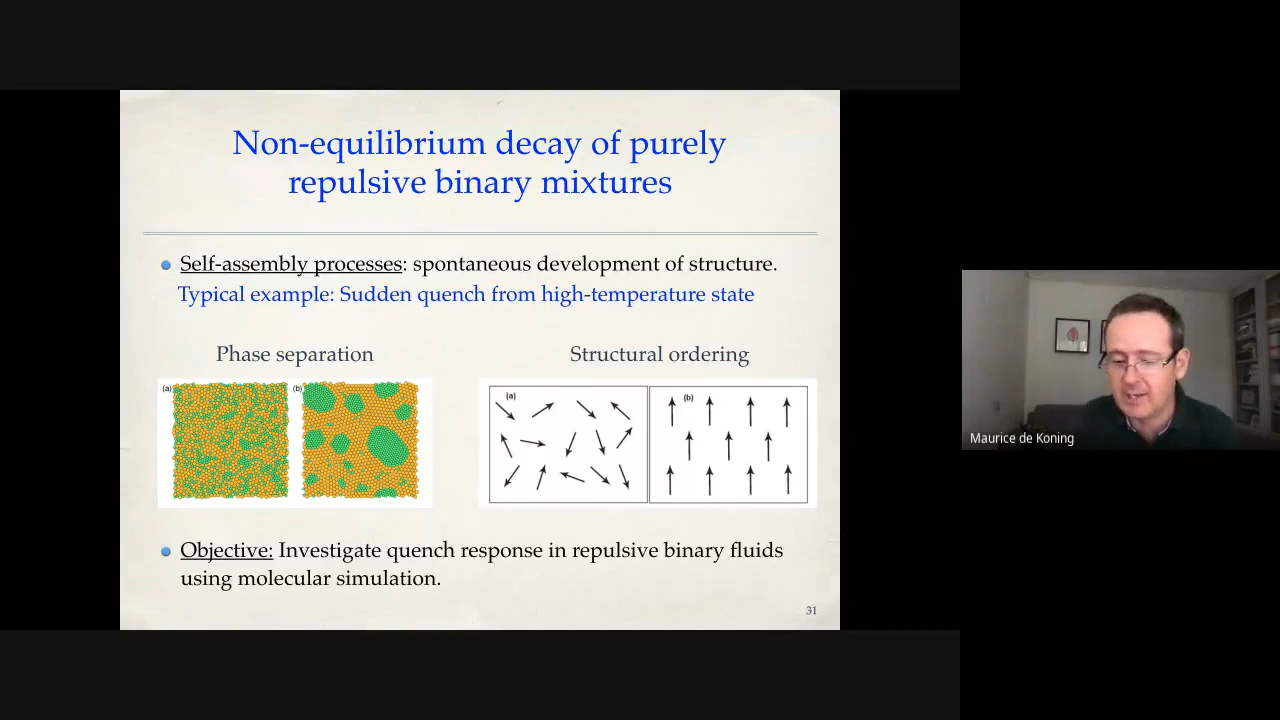 Non-equilibrium decay of purely
repulsive binary mixtures
Self-assembly processes: spontaneous development of structure.
Typical example: Sudden quench from high-temperature state
Phase separation
Structural ordering
(a)
(b)
(a)
(b)
Objective: Investigate quench response in repulsive binary fluids
using molecular simulation.
31
Maurice de Koning